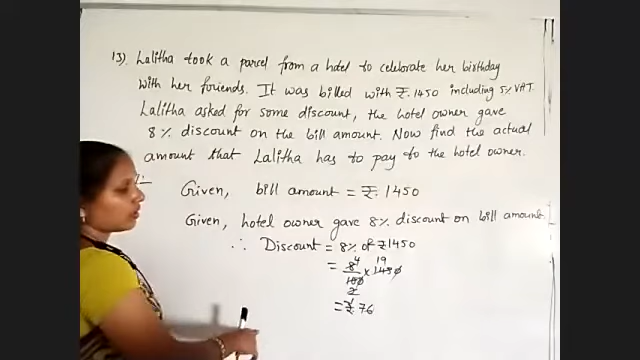 13). Lalitha took a parcel from a hotel to celebrate her birthday
with her friends. It was billed with ₹.1450 including 5% VAT.
Lalitha asked for some discount, the hotel owner gave
8% discount on the bill amount. Now find the actual
amount that Lalitha has to pay to the hotel owner.
Given, bill amount = ₹.1450
Given, hotel owner gave 8% discount on bill amount.
∴ Discount = 8% of ₹1450
= 8/100 × 1450
= ₹.76